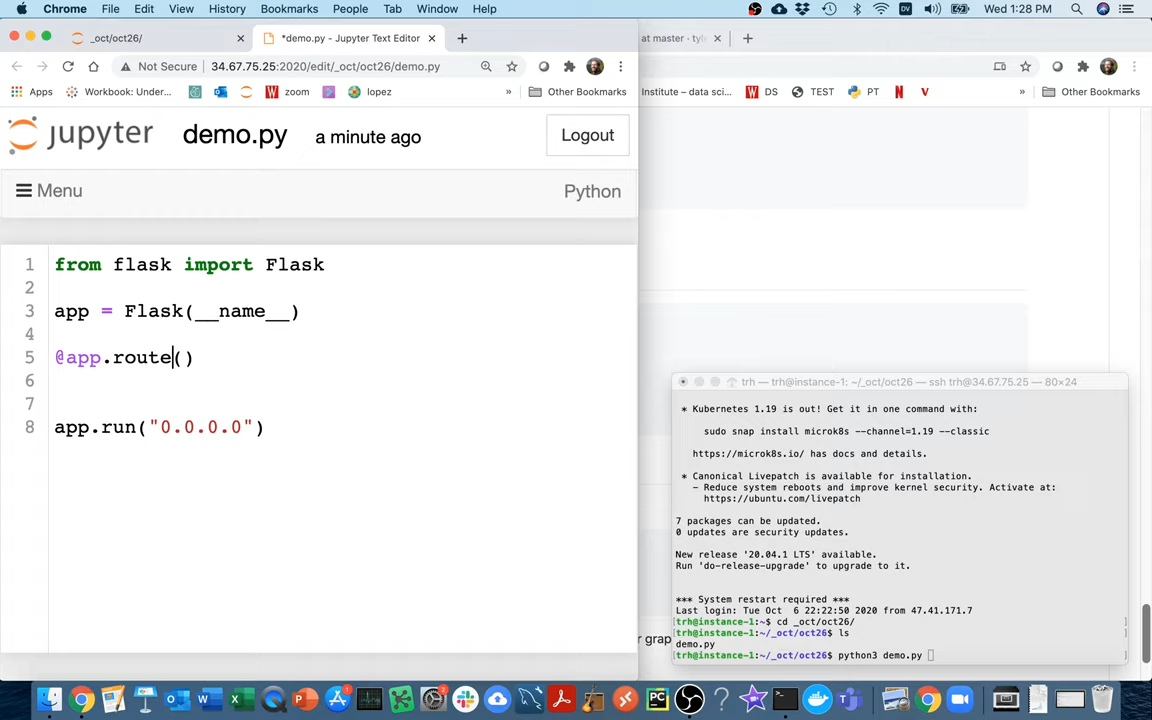 Chrome File Edit View History Bookmarks People Tab Window Help Wed 1:28 PM
_oct/oct26/ *demo.py - Jupyter Text Editor at master · tyle
Not Secure 34.67.75.25:2020/edit/_oct/oct26/demo.py
Apps Workbook: Under... zoom lopez » Other Bookmarks Institute – data sci... DS TEST PT » Other Bookmarks
jupyter demo.py a minute ago Logout
Menu Python
1 from flask import Flask
2
3 app = Flask(__name__)
4
5 @app.route()
6
7
8 app.run("0.0.0.0")
trh — trh@instance-1: ~/_oct/oct26 — ssh trh@34.67.75.25 — 80×24
* Kubernetes 1.19 is out! Get it in one command with:
sudo snap install microk8s --channel=1.19 --classic
https://microk8s.io/ has docs and details.
* Canonical Livepatch is available for installation.
- Reduce system reboots and improve kernel security. Activate at:
https://ubuntu.com/livepatch
7 packages can be updated.
0 updates are security updates.
New release '20.04.1 LTS' available.
Run 'do-release-upgrade' to upgrade to it.
*** System restart required ***
Last login: Tue Oct  6 22:22:50 2020 from 47.41.171.7
[trh@instance-1:~$ cd _oct/oct26/ ]
[trh@instance-1:~/_oct/oct26$ ls ]
r grap
demo.py
trh@instance-1:~/_oct/oct26$ python3 demo.py